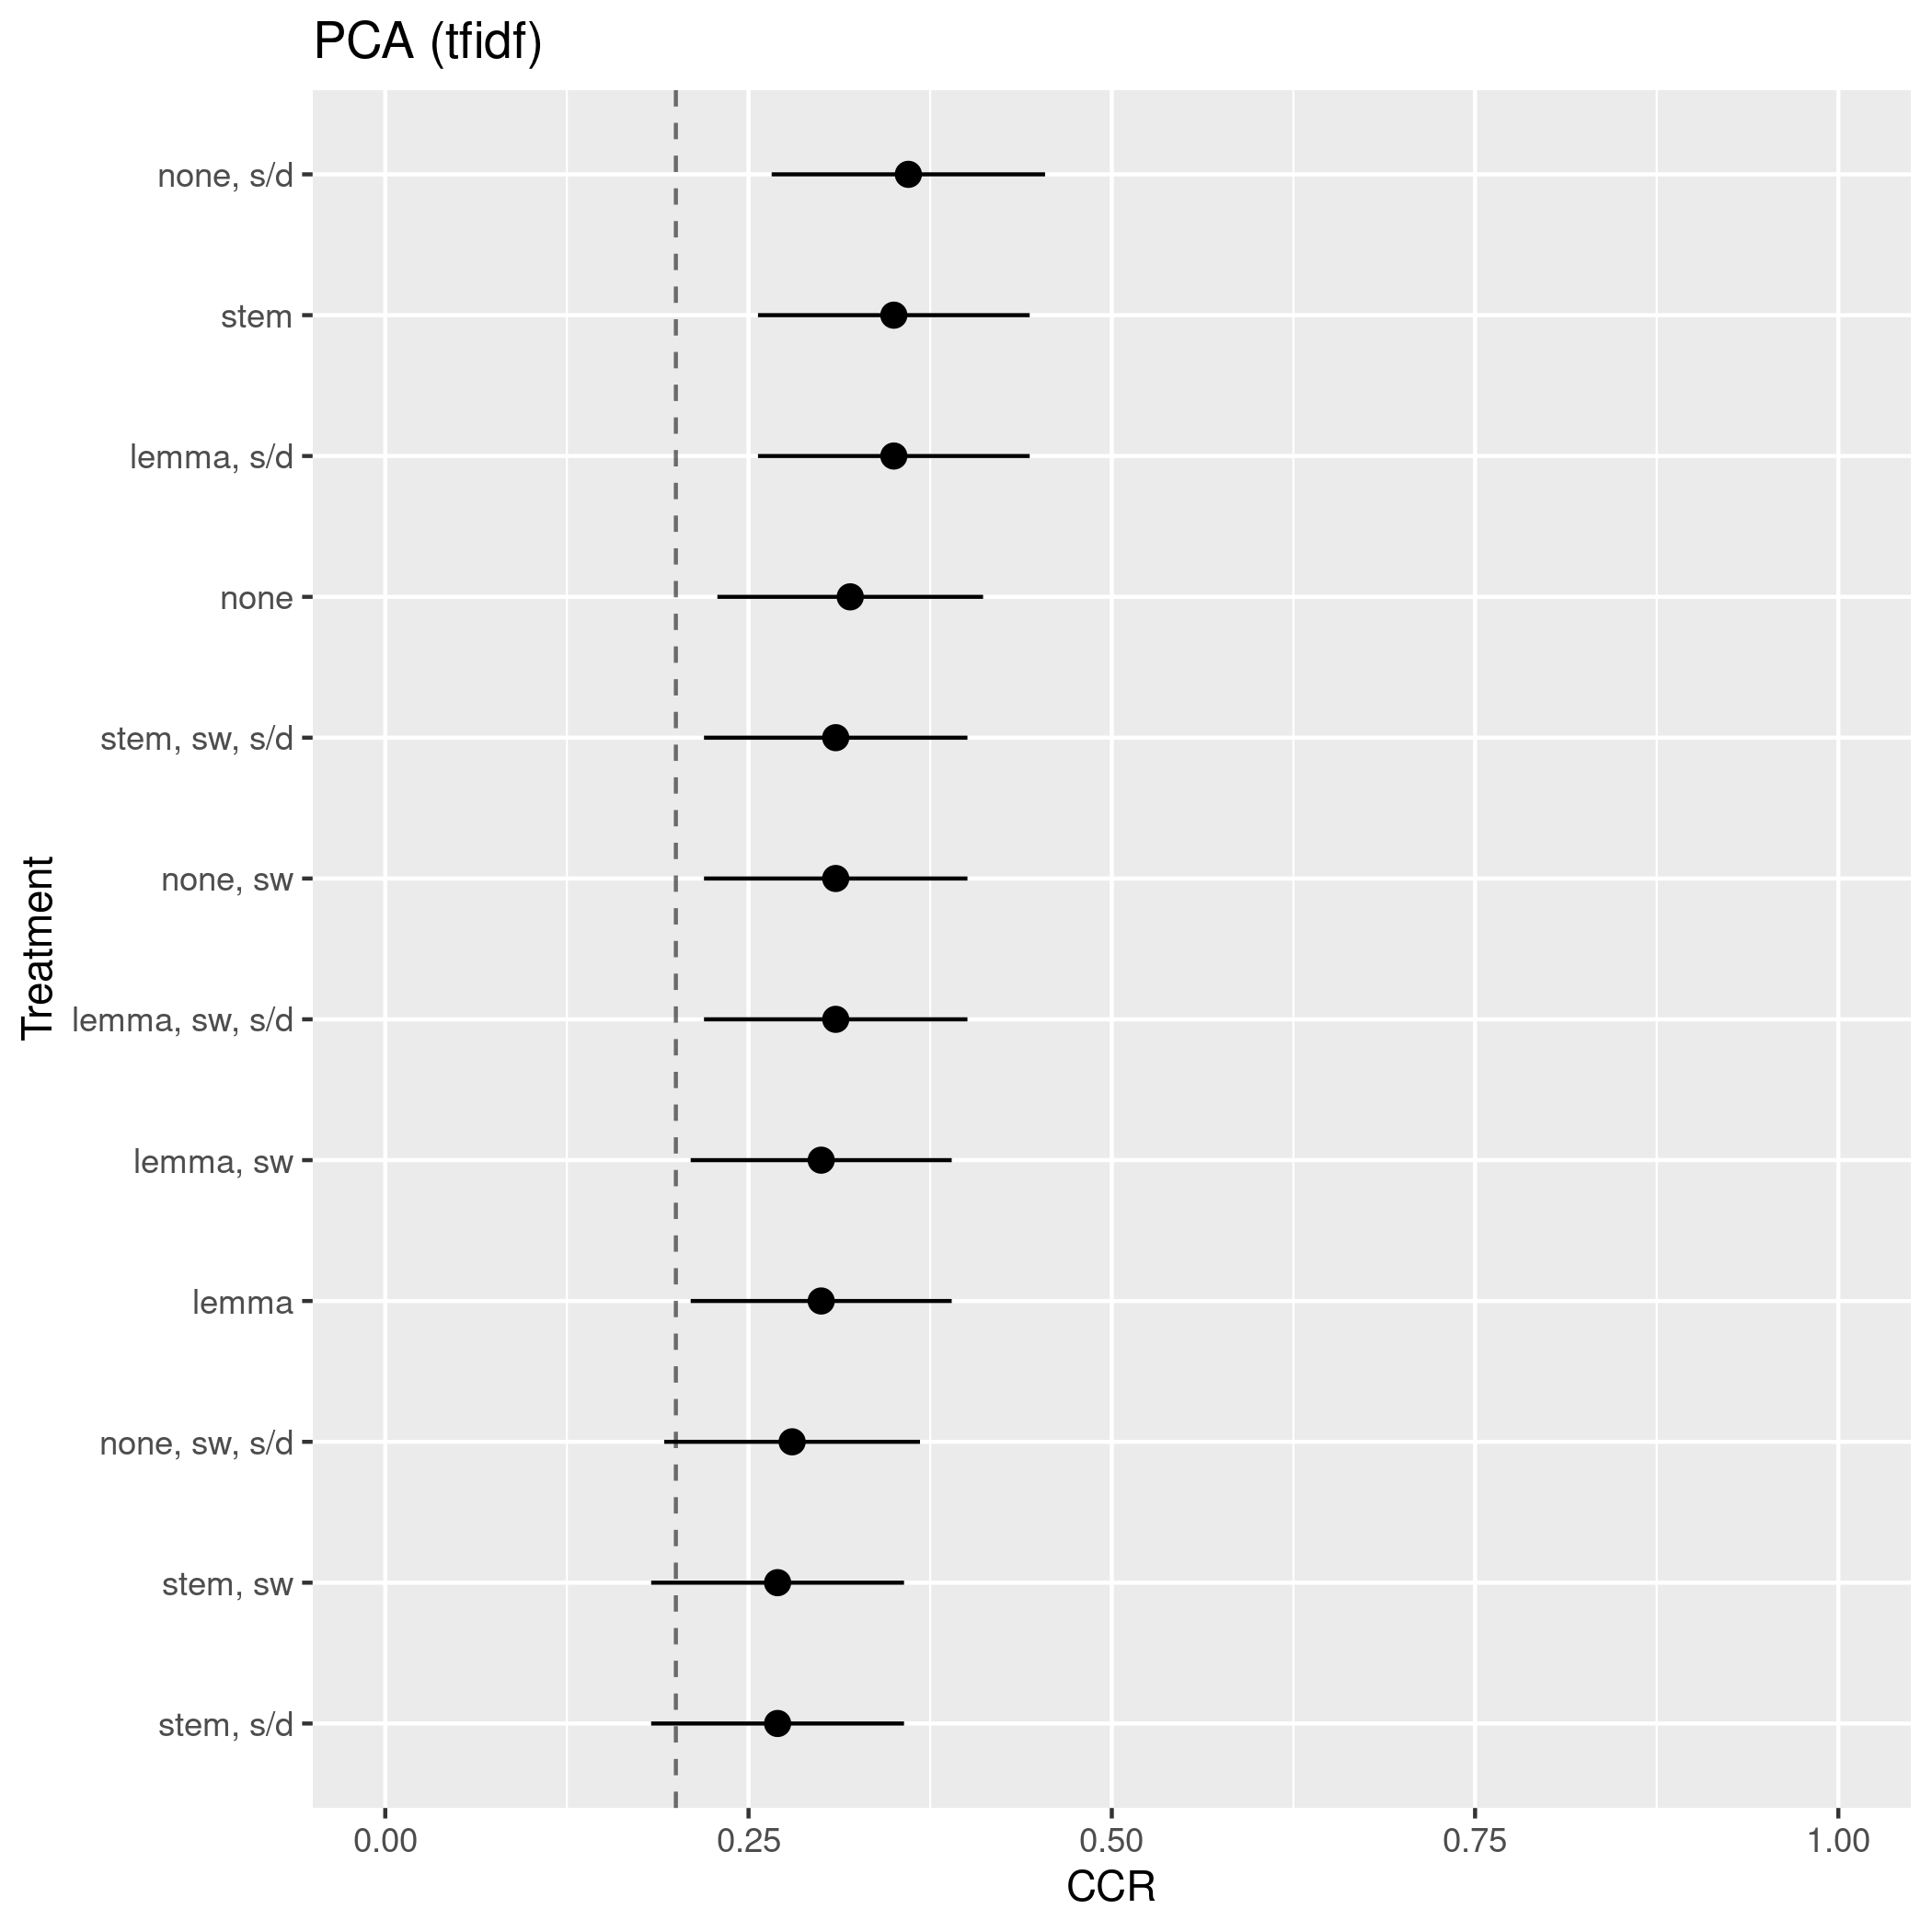 PCA (tfidf)
none, s/d
stem
lemma, s/d
none
stem, sw, s/d
none, sw
lemma, sw, s/d
lemma, sw
lemma
none, sw, s/d
stem, sw
stem, s/d
Treatment
0.00 0.25 0.50 0.75 1.00
CCR